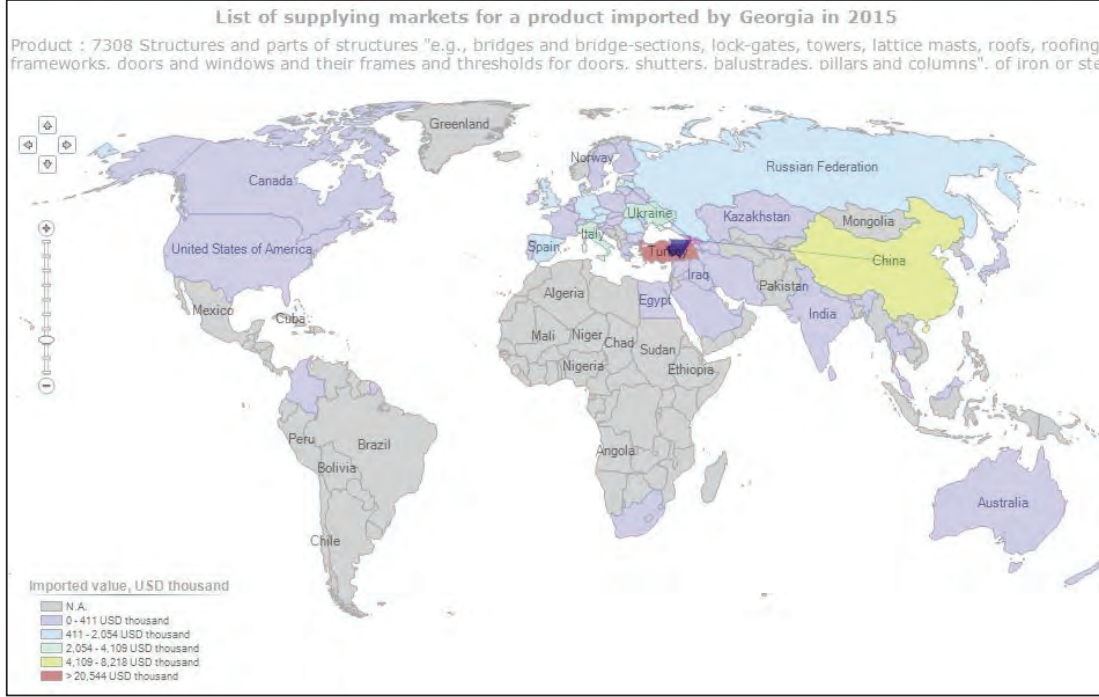 List of supplying markets for a product imported by Georgia in 2015
Product : 7308 Structures and parts of structures "e.g., bridges and bridge-sections, lock-gates, towers, lattice masts, roofs, roofing
frameworks, doors and windows and their frames and thresholds for doors, shutters, balustrades, pillars and columns", of iron or ste
Greenland
Norway
Russian Federation
Canada
Ukraine
Kazakhstan
Mongolia
United States of America
Spain
Italy
Turkey
China
Iraq
Pakistan
Mexico
Cuba
Algeria
Egypt
India
Mali
Niger
Chad
Sudan
Nigeria
Ethiopia
Peru
Brazil
Bolivia
Angola
Chile
Australia
Imported value, USD thousand
N.A.
0 - 411 USD thousand
411 - 2,054 USD thousand
2,054 - 4,109 USD thousand
4,109 - 8,218 USD thousand
> 20,544 USD thousand